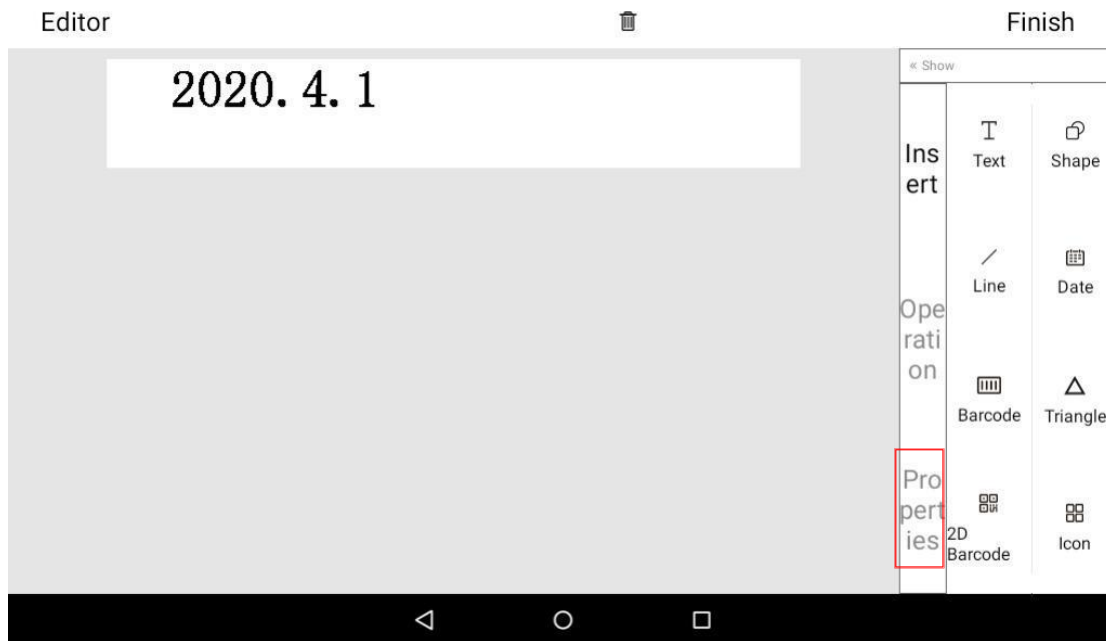 Editor
Finish
2020. 4. 1
« Show
Ins
ert
Ope
rati
on
Pro
pert
ies
Text
Shape
Line
Date
Barcode
Triangle
2D
Barcode
Icon